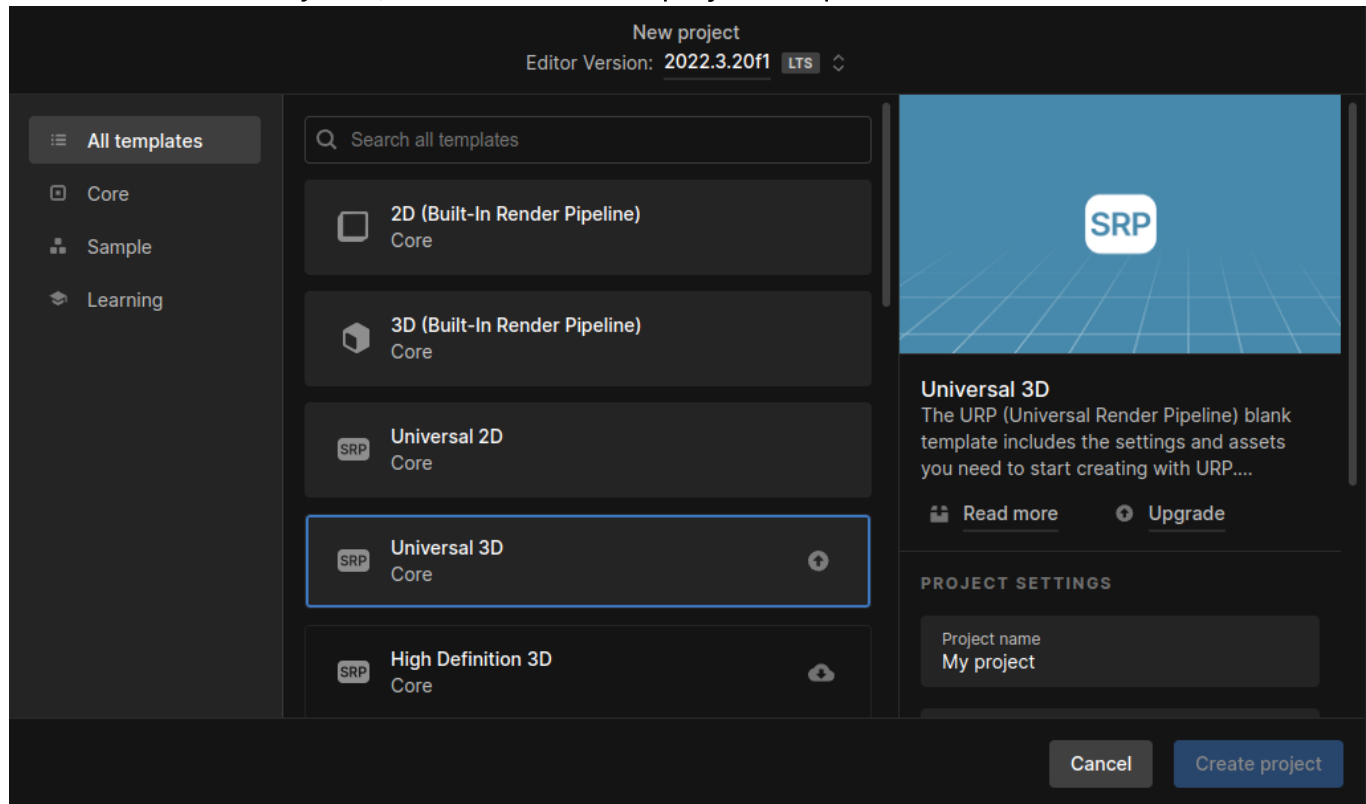 New project
Editor Version: 2022.3.20f1 LTS
All templates
Core
Sample
Learning
Search all templates
2D (Built-In Render Pipeline)
Core
3D (Built-In Render Pipeline)
Core
SRP
Universal 2D
Core
SRP
Universal 3D
Core
SRP
High Definition 3D
Core
SRP
Universal 3D
The URP (Universal Render Pipeline) blank
template includes the settings and assets
you need to start creating with URP....
Read more Upgrade
PROJECT SETTINGS
Project name
My project
Cancel Create project